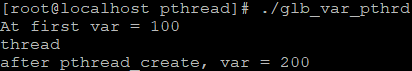 [root@localhost pthread]# ./glb_var_pthrd
At first var = 100
thread
after pthread_create, var = 200